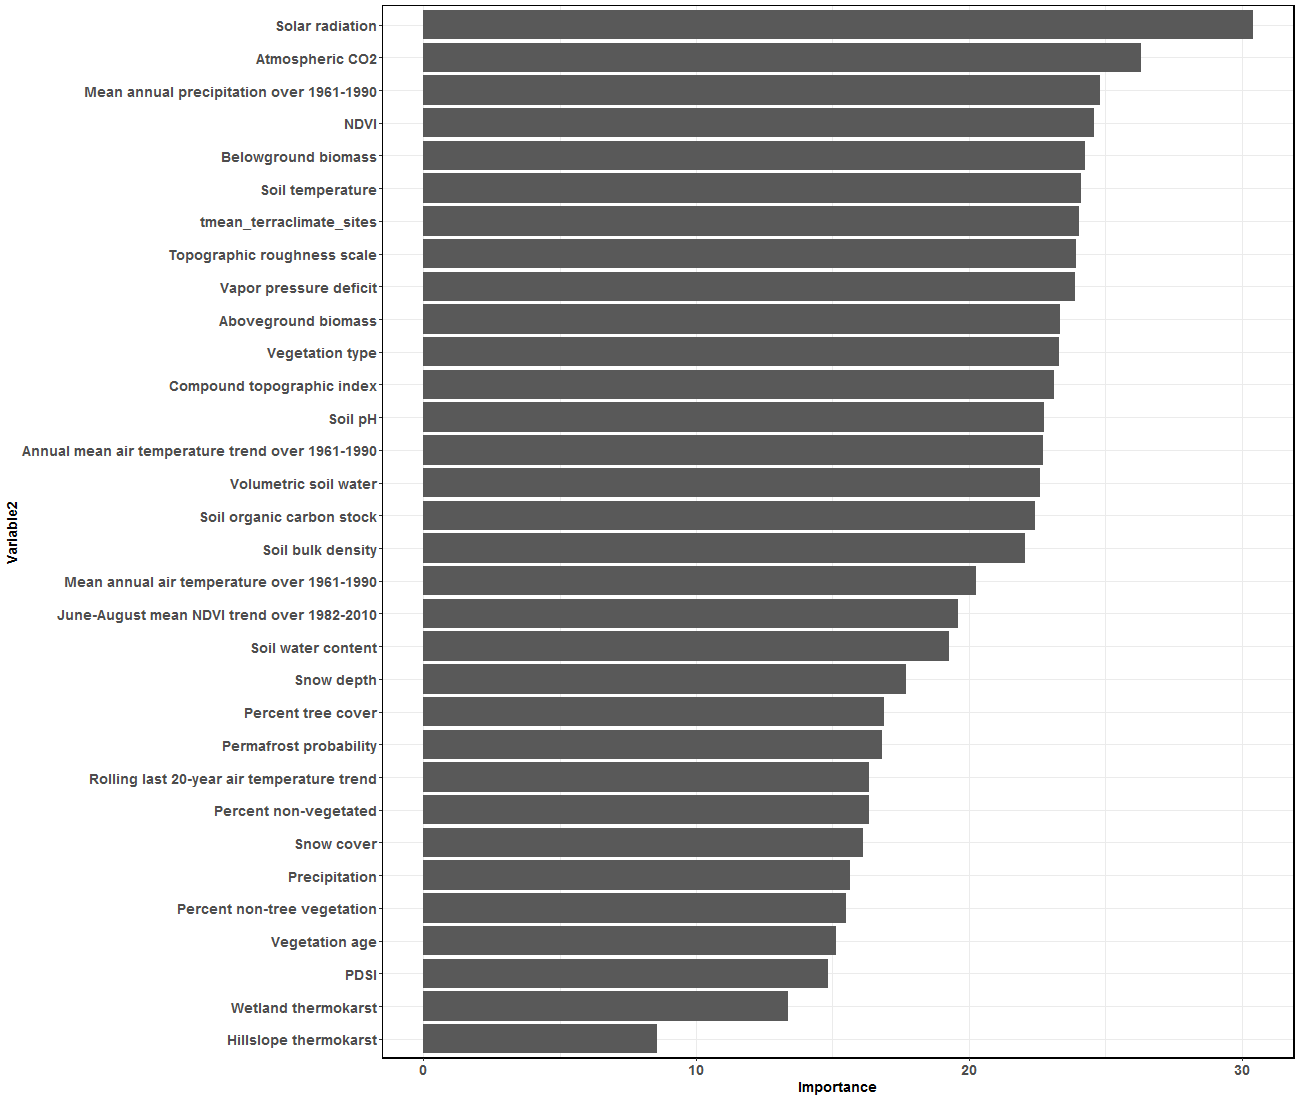 Solar radiation
Atmospheric CO2
Mean annual precipitation over 1961-1990
NDVI
Belowground biomass
Soil temperature
tmean_terraclimate_sites
Topographic roughness scale
Vapor pressure deficit
Aboveground biomass
Vegetation type
Compound topographic index
Soil pH
Annual mean air temperature trend over 1961-1990
Volumetric soil water
Soil organic carbon stock
Soil bulk density
Mean annual air temperature over 1961-1990
June-August mean NDVI trend over 1982-2010
Soil water content
Snow depth
Percent tree cover
Permafrost probability
Rolling last 20-year air temperature trend
Percent non-vegetated
Snow cover
Precipitation
Percent non-tree vegetation
Vegetation age
PDSI
Wetland thermokarst
Hillslope thermokarst
Variable2
0 10 20 30
Importance